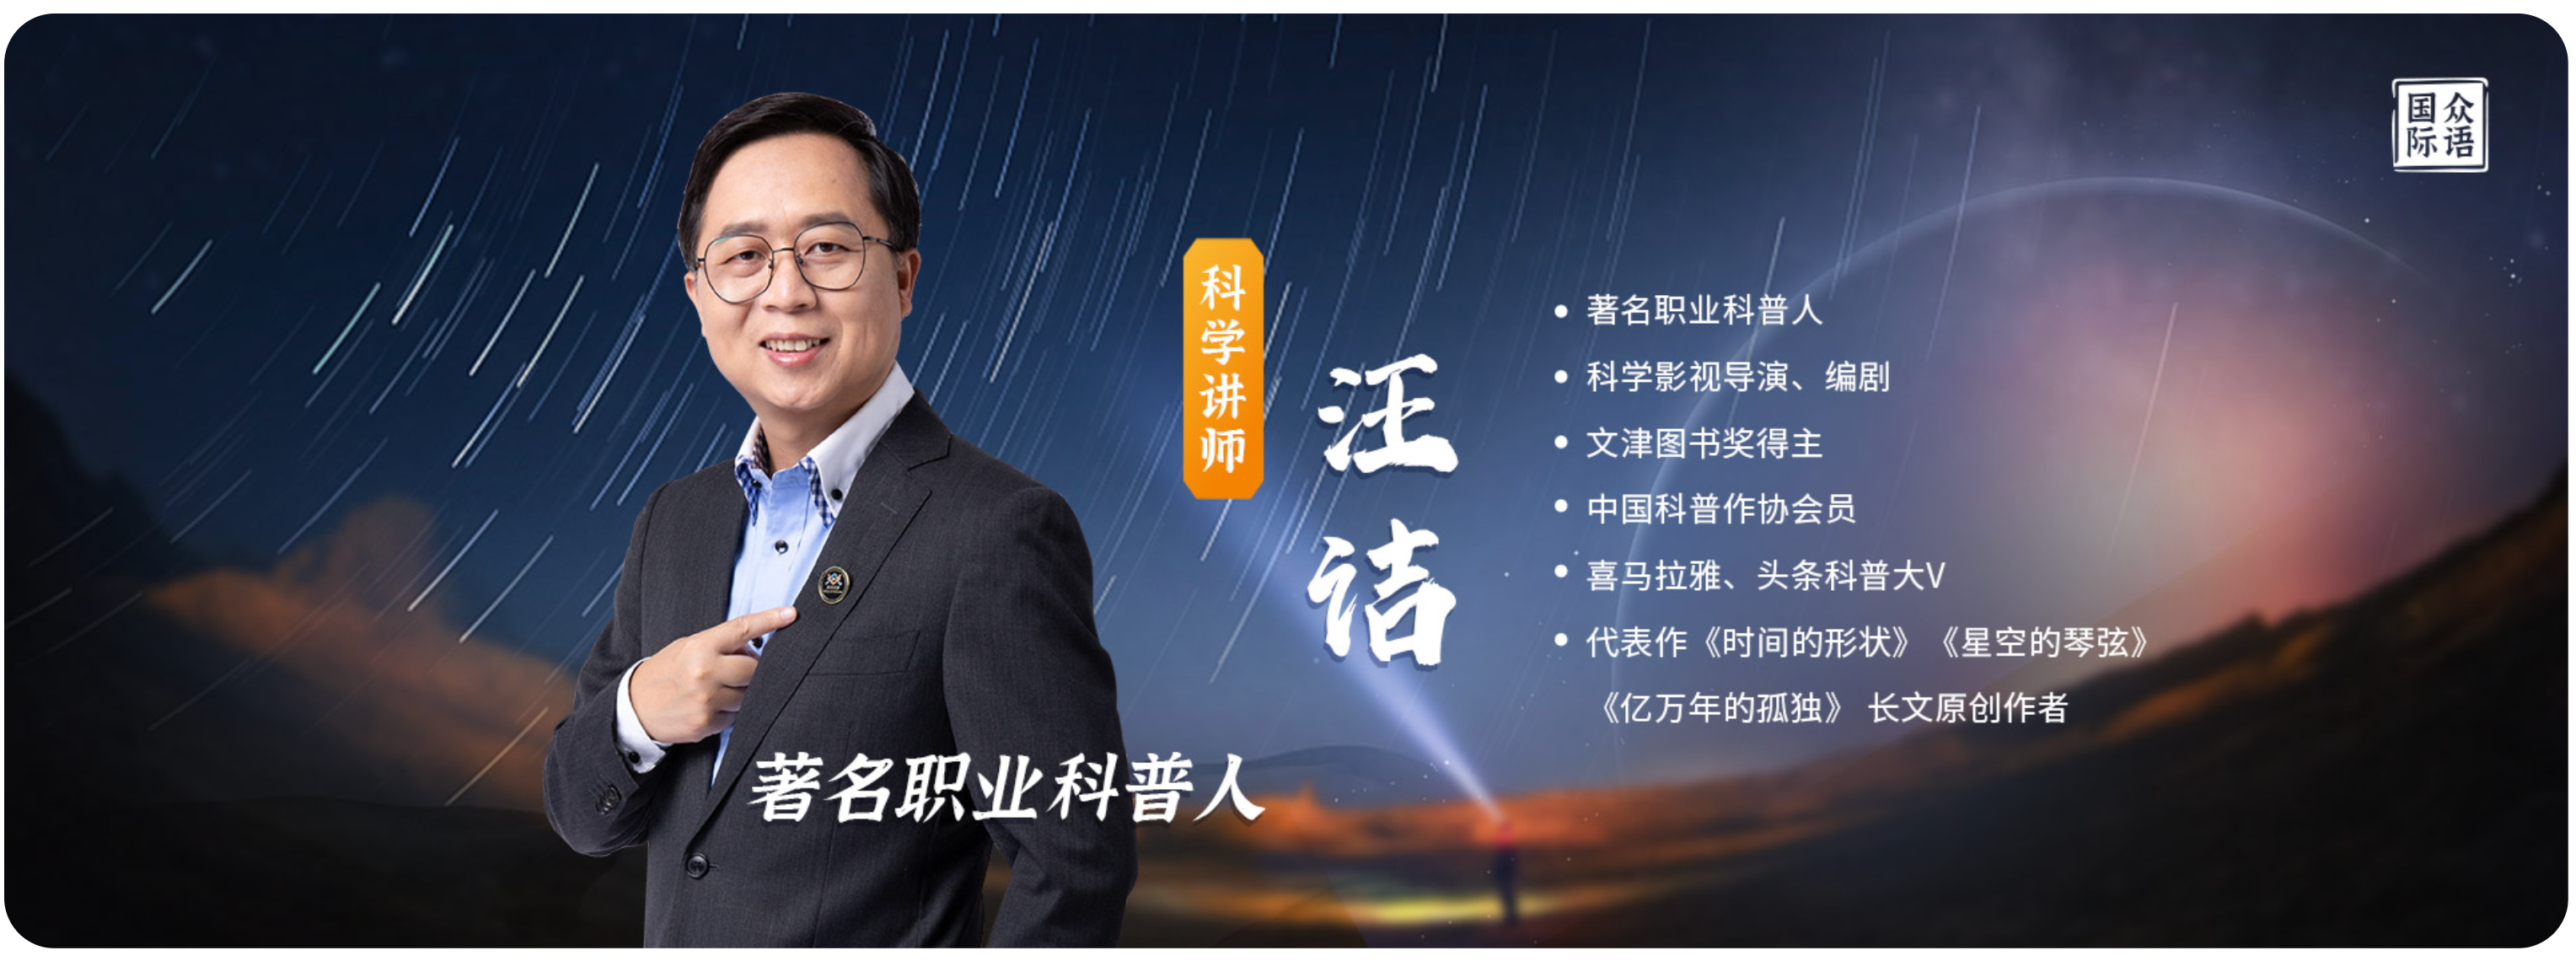 众语
国际
科学讲师
汪洁
著名职业科普人
科学影视导演、编剧
文津图书奖得主
中国科普作协会员
喜马拉雅、头条科普大V
代表作《时间的形状》《星空的琴弦》
《亿万年的孤独》 长文原创作者
著名职业科普人